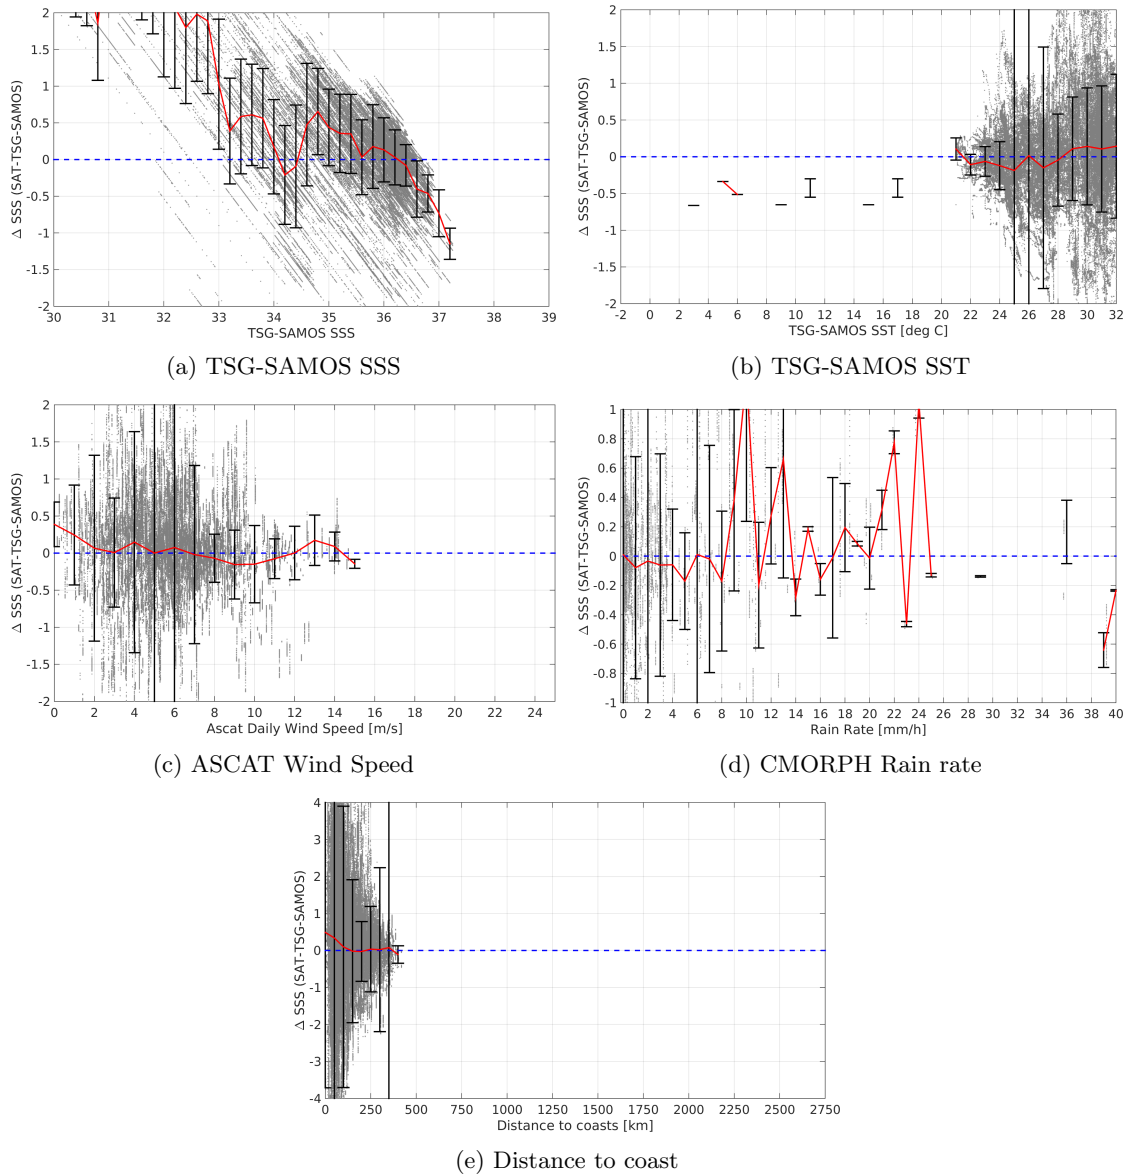 2
1.5
1
0.5
0
-0.5
-1
-1.5
-2
Δ SSS (SAT-TSG-SAMOS)
30 31 32 33 34 35 36 37 38 39
TSG-SAMOS SSS
(a) TSG-SAMOS SSS
2
1.5
1
0.5
0
-0.5
-1
-1.5
-2
Δ SSS (SAT-TSG-SAMOS)
-2 0 2 4 6 8 10 12 14 16 18 20 22 24 26 28 30 32
TSG-SAMOS SST [deg C]
(b) TSG-SAMOS SST
2
1.5
1
0.5
0
-0.5
-1
-1.5
-2
Δ SSS (SAT-TSG-SAMOS)
0 2 4 6 8 10 12 14 16 18 20 22 24
Ascat Daily Wind Speed [m/s]
(c) ASCAT Wind Speed
1
0.8
0.6
0.4
0.2
0
-0.2
-0.4
-0.6
-0.8
-1
Δ SSS (SAT-TSG-SAMOS)
0 2 4 6 8 10 12 14 16 18 20 22 24 26 28 30 32 34 36 38 40
Rain Rate [mm/h]
(d) CMORPH Rain rate
4
3
2
1
0
-1
-2
-3
-4
Δ SSS (SAT-TSG-SAMOS)
0 250 500 750 1000 1250 1500 1750 2000 2250 2500 2750
Distance to coasts [km]
(e) Distance to coast